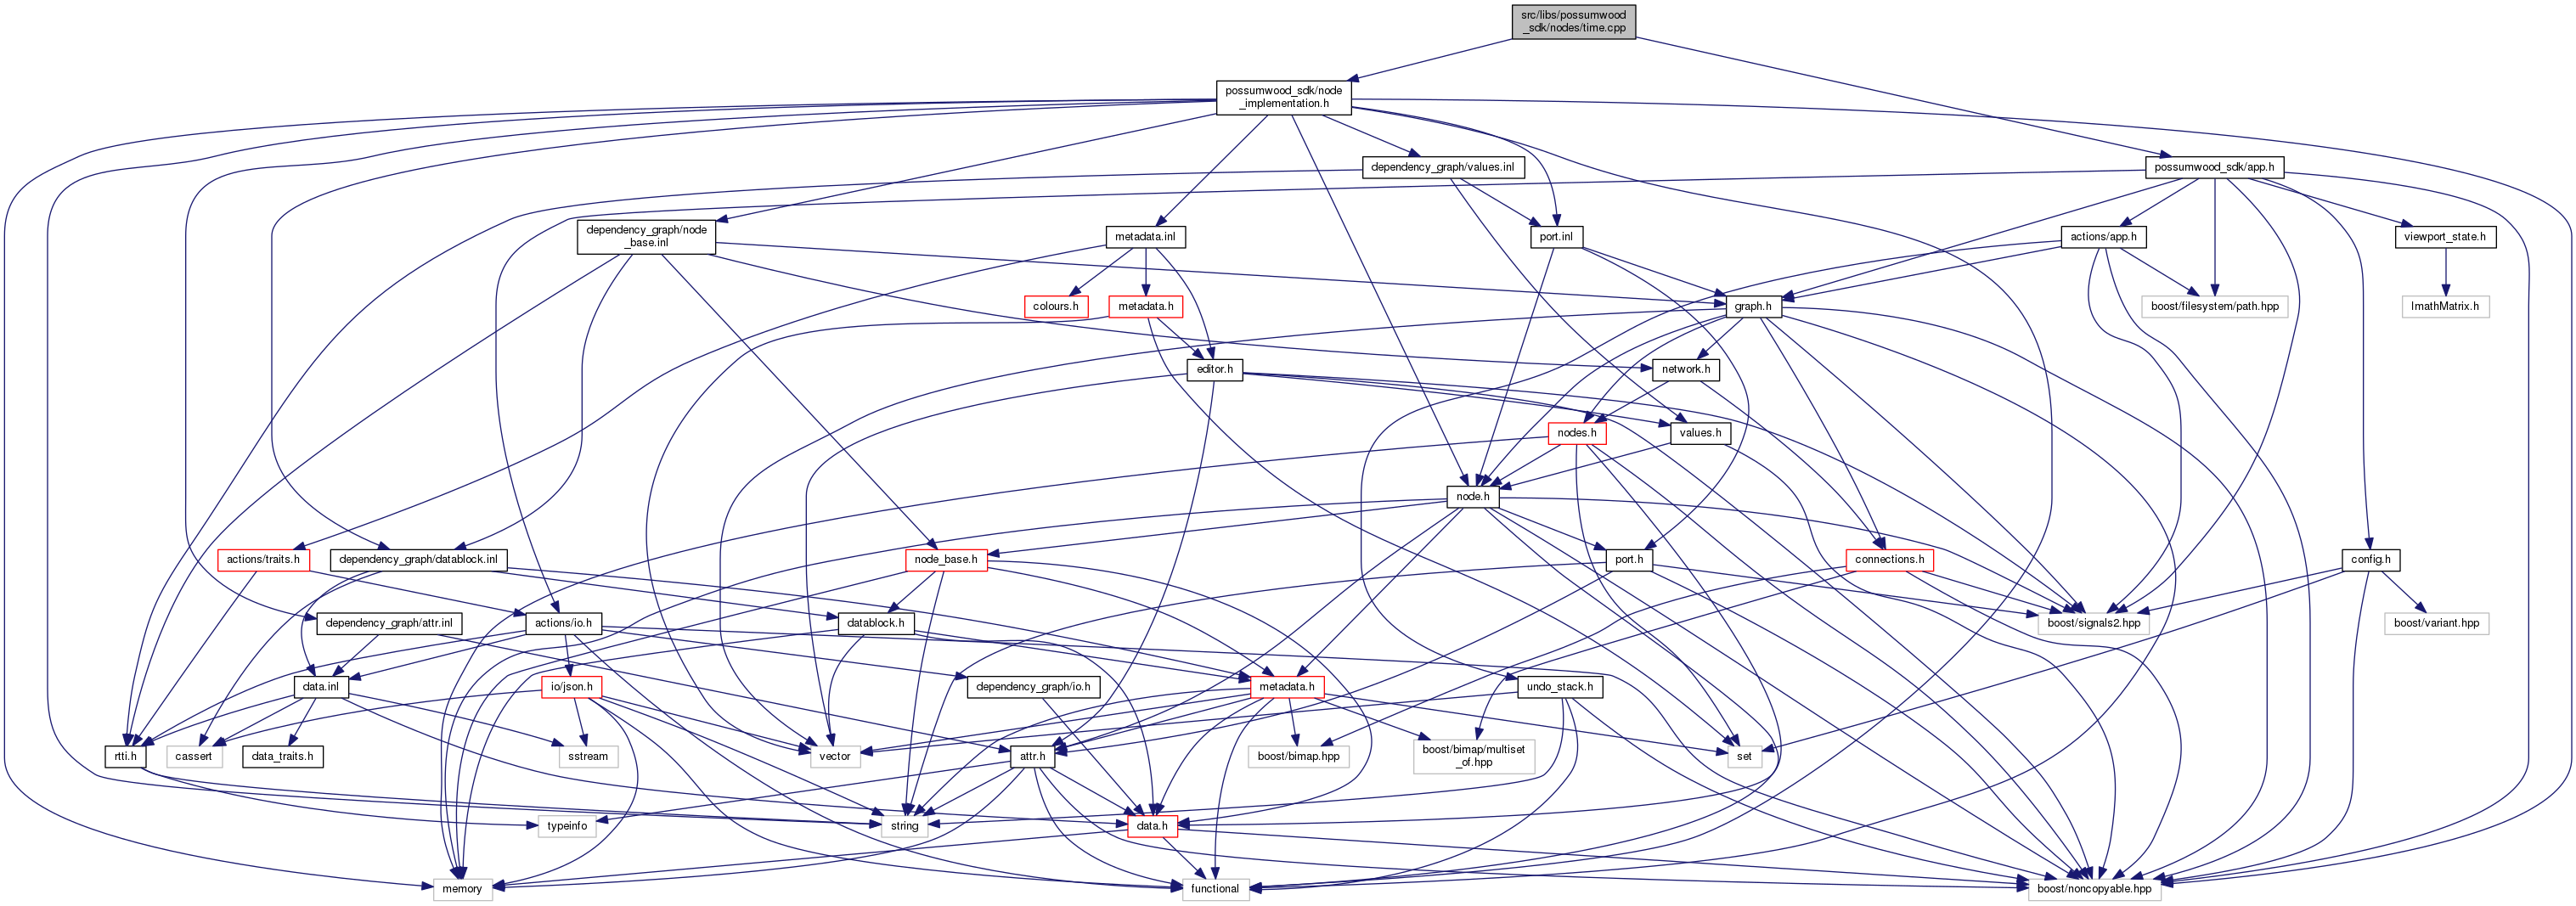 src/libs/possumwood
_sdk/nodes/time.cpp
possumwood_sdk/node
_implementation.h
dependency_graph/values.inl
possumwood_sdk/app.h
dependency_graph/node
_base.inl
metadata.inl
port.inl
actions/app.h
viewport_state.h
colours.h
metadata.h
graph.h
boost/filesystem/path.hpp
ImathMatrix.h
editor.h
network.h
nodes.h
values.h
node.h
actions/traits.h
dependency_graph/datablock.inl
node_base.h
port.h
connections.h
config.h
dependency_graph/attr.inl
actions/io.h
datablock.h
boost/signals2.hpp
boost/variant.hpp
data.inl
io/json.h
dependency_graph/io.h
metadata.h
undo_stack.h
rtti.h
cassert
data_traits.h
sstream
vector
attr.h
boost/bimap.hpp
boost/bimap/multiset
_of.hpp
set
typeinfo
string
data.h
memory
functional
boost/noncopyable.hpp